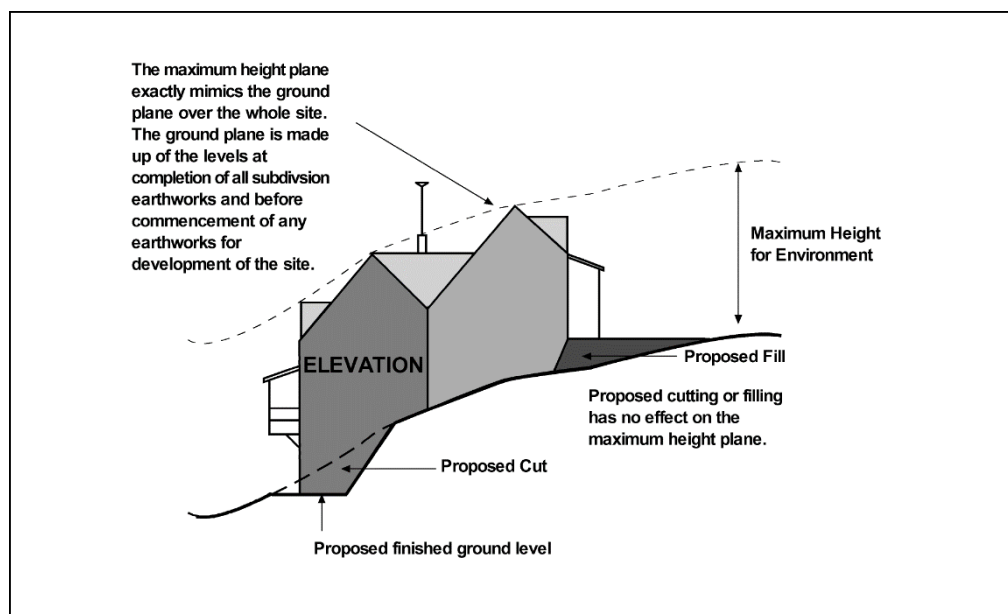 The maximum height plane
exactly mimics the ground
plane over the whole site.
The ground plane is made
up of the levels at
completion of all subdivsion
earthworks and before
commencement of any
earthworks for
development of the site.
Maximum Height
for Environment
ELEVATION
Proposed Fill
Proposed cutting or filling
has no effect on the
maximum height plane.
Proposed Cut
Proposed finished ground level